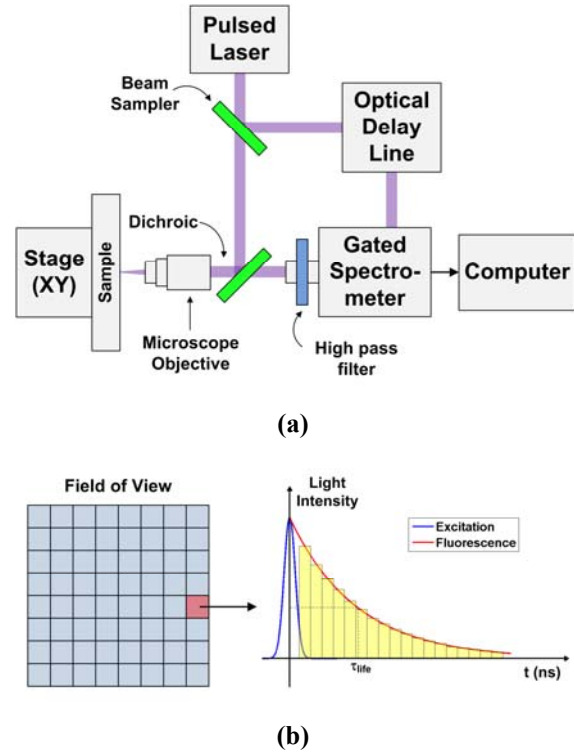 Pulsed
Laser
Beam
Sampler
Optical
Delay
Line
Dichroic
Stage
(XY)
Sample
Gated
Spectro-
meter
Computer
Microscope
Objective
High pass
filter
(a)
Field of View
Light
Intensity
Excitation
Fluorescence
τlife
t (ns)
(b)